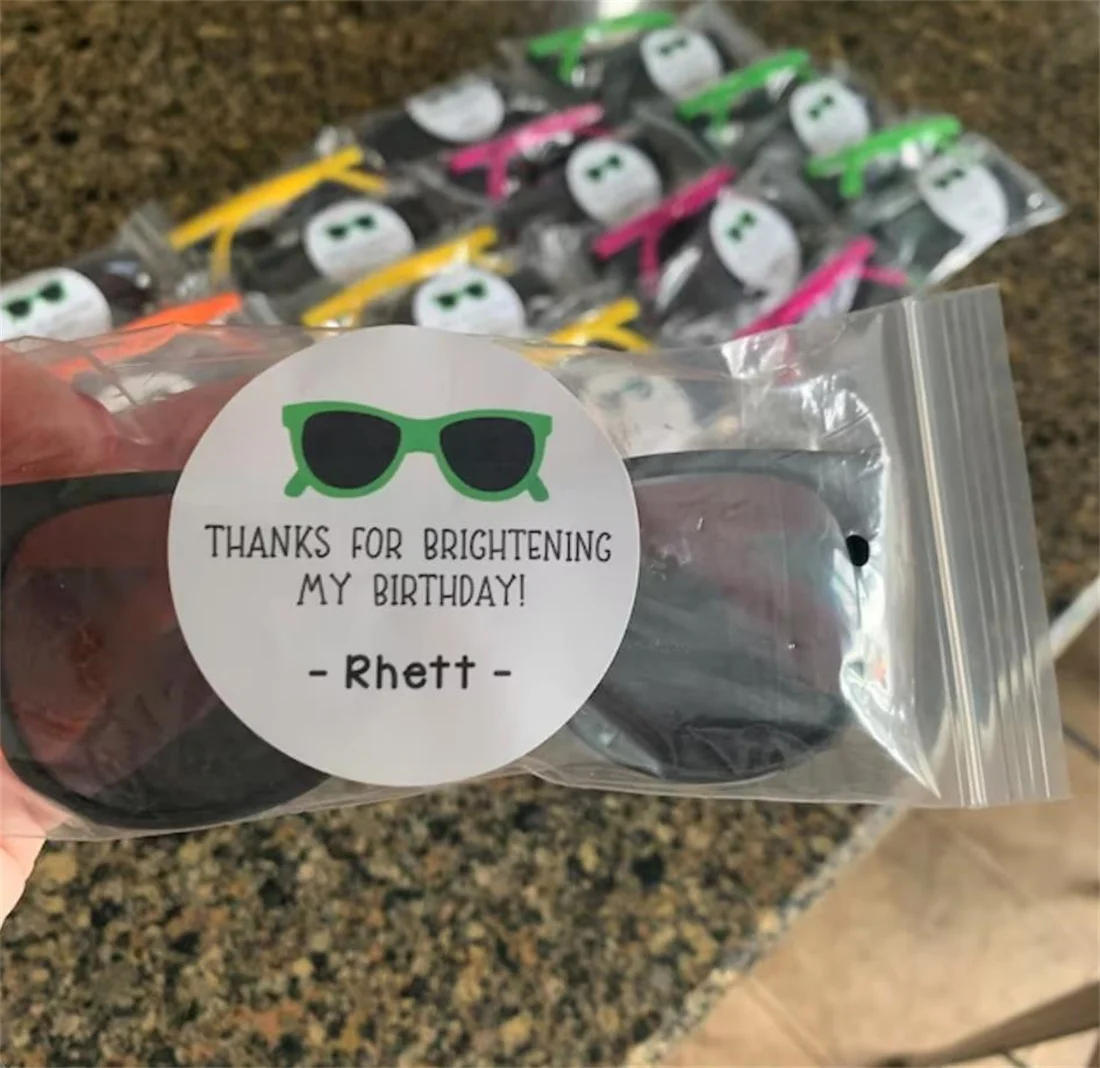 THANKS FOR BRIGHTENING
MY BIRTHDAY!
- Rhett -